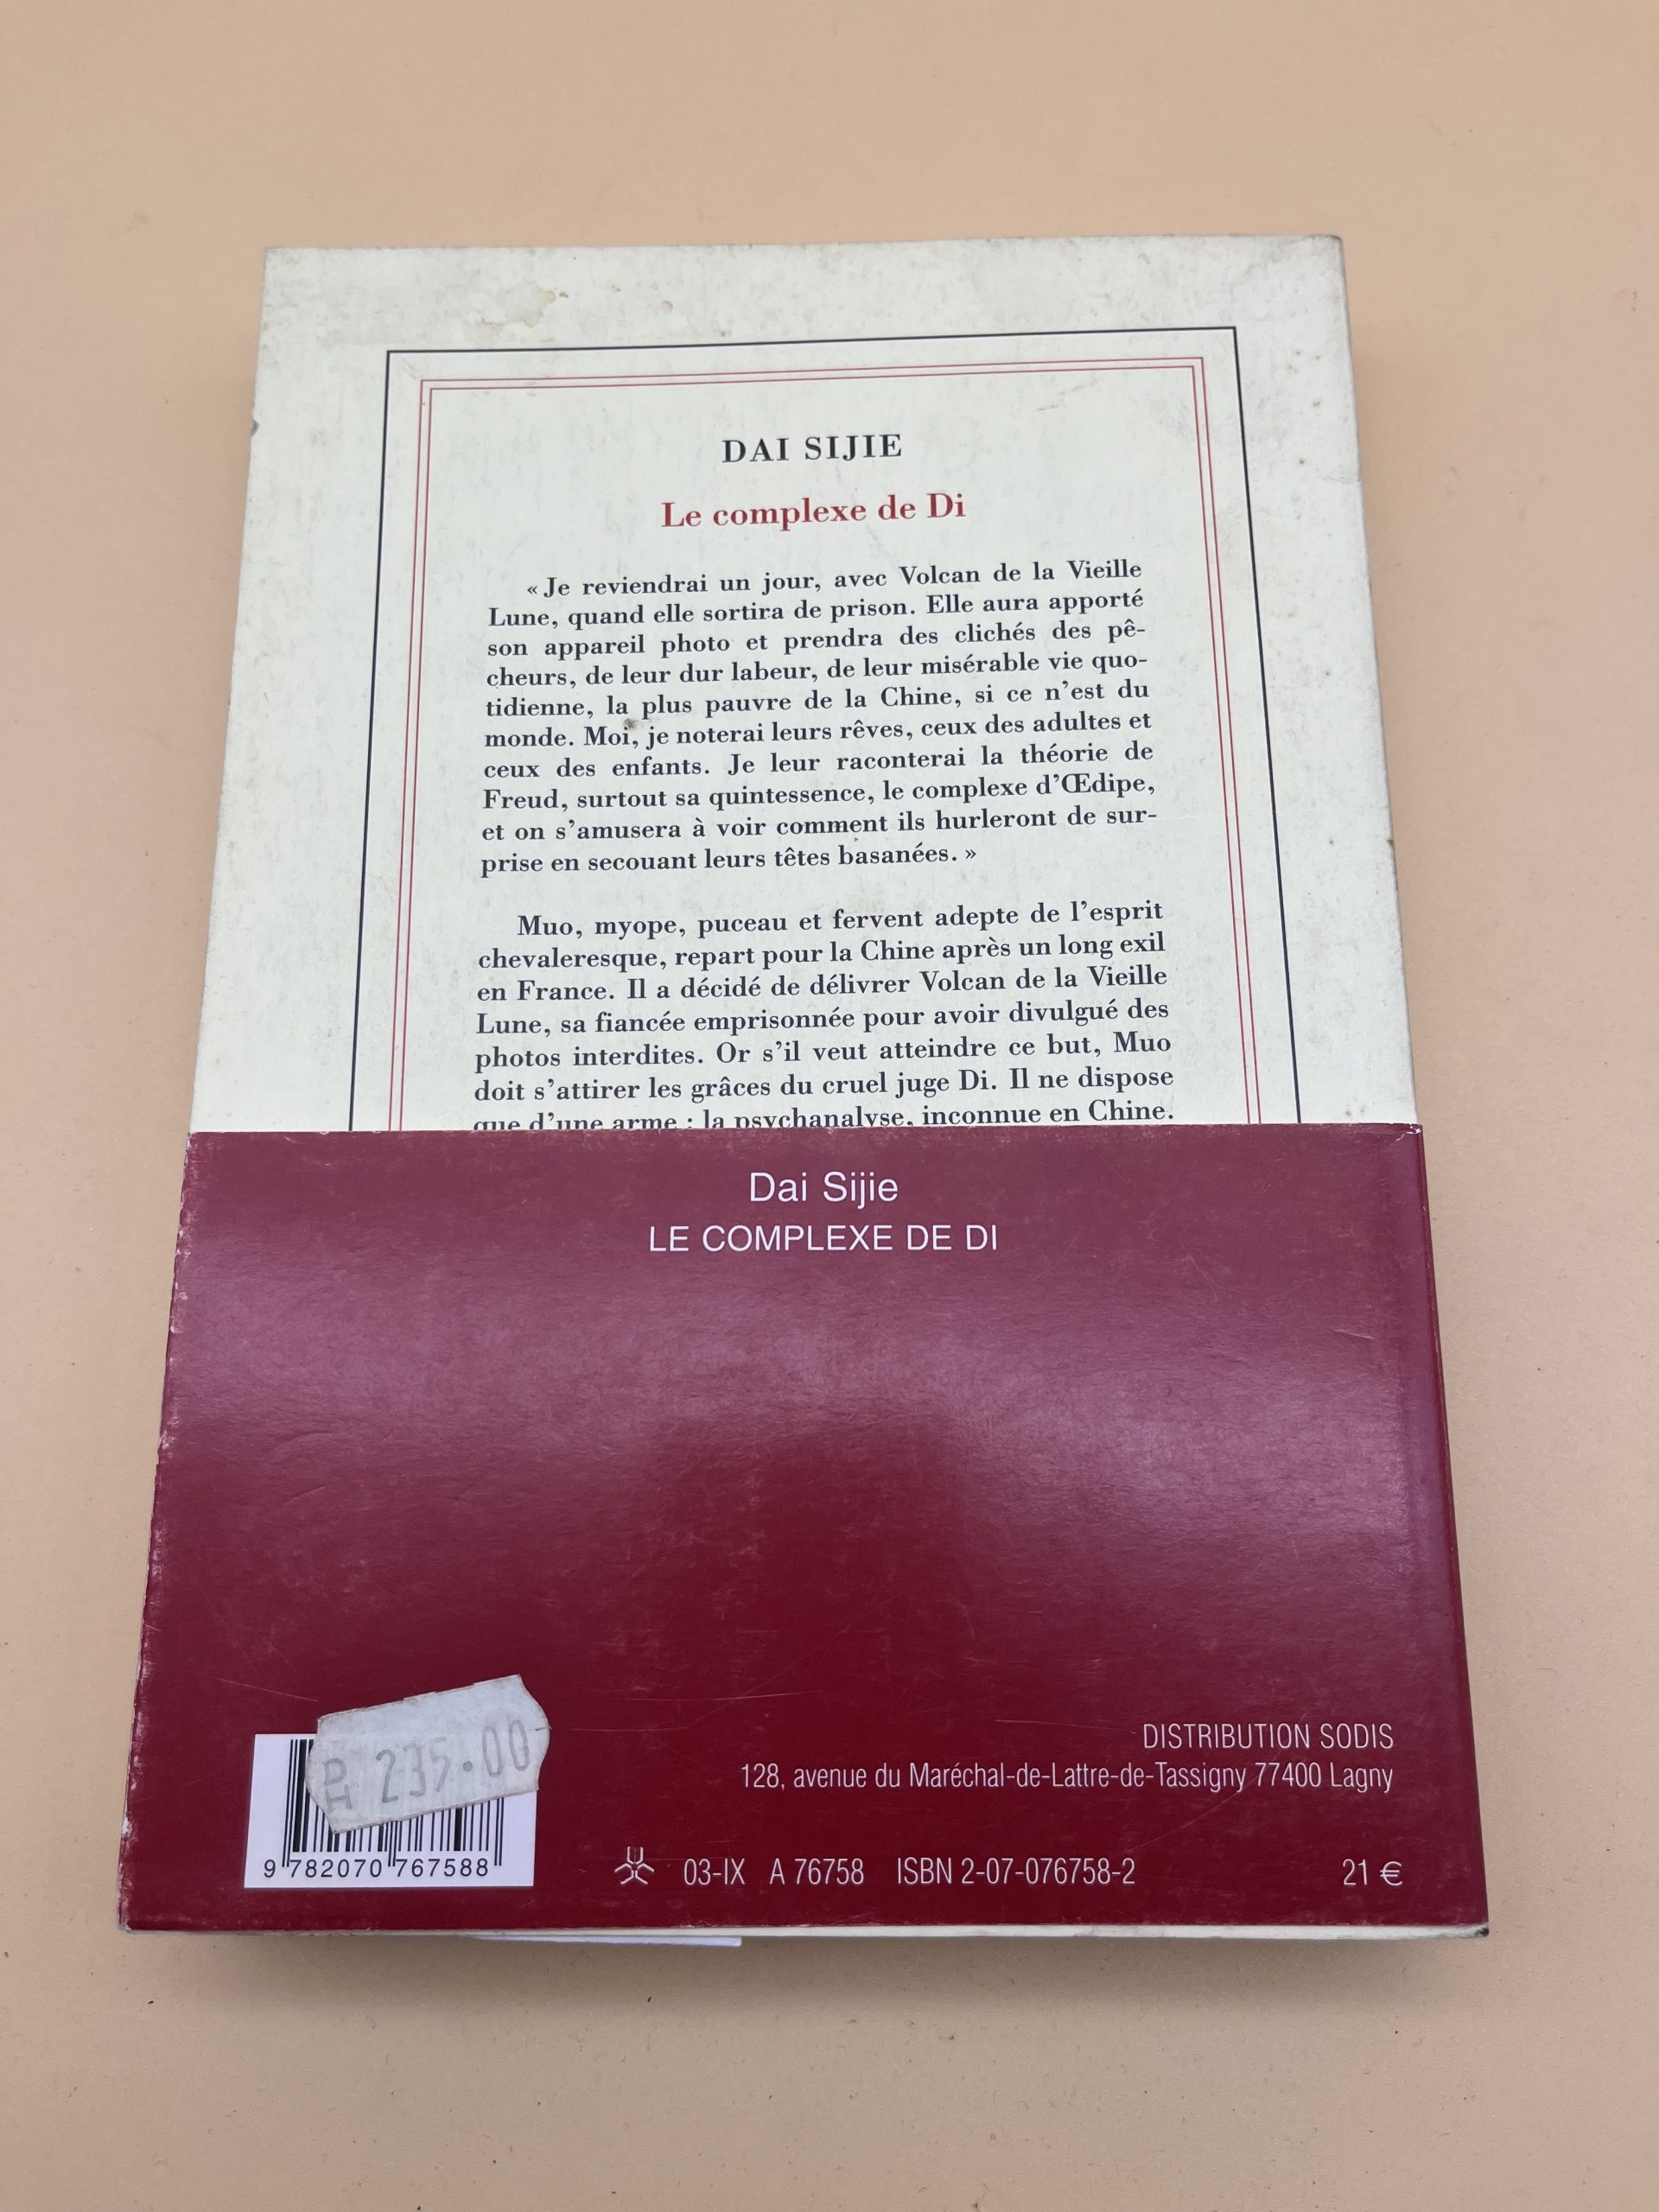 DAI SIJIE
Le complexe de Di
« Je reviendrai un jour, avec Volcan de la Vieille
Lune, quand elle sortira de prison. Elle aura apporté
son appareil photo et prendra des clichés des pê-
cheurs, de leur dur labeur, de leur misérable vie quo-
tidienne, la plus pauvre de la Chine, si ce n’est du
monde. Moi, je noterai leurs rêves, ceux des adultes et
ceux des enfants. Je leur raconterai la théorie de
Freud, surtout sa quintessence, le complexe d’Œdipe,
et on s’amusera à voir comment ils hurleront de sur-
prise en secouant leurs têtes basanées. »
Muo, myope, puceau et fervent adepte de l’esprit
chevaleresque, repart pour la Chine après un long exil
en France. Il a décidé de délivrer Volcan de la Vieille
Lune, sa fiancée emprisonnée pour avoir divulgué des
photos interdites. Or s’il veut atteindre ce but, Muo
doit s’attirer les grâces du cruel juge Di. Il ne dispose
que d’une arme : la psychanalyse, inconnue en Chine.
Dai Sijie
LE COMPLEXE DE DI
DISTRIBUTION SODIS
128, avenue du Maréchal-de-Lattre-de-Tassigny 77400 Lagny
235.00
9 782070 767588
03-IX A 76758 ISBN 2-07-076758-2
21 €